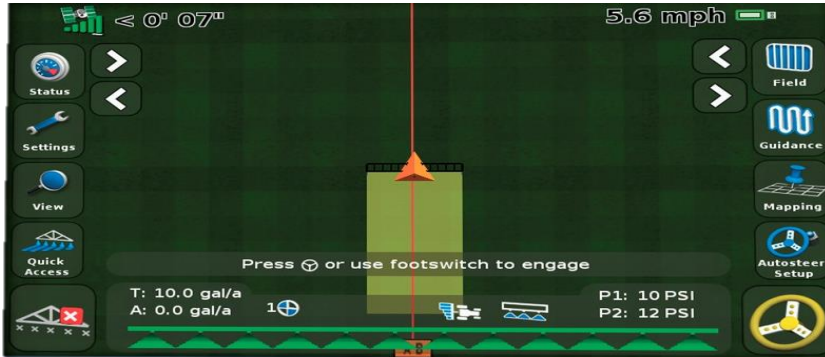 < 0' 07"
5.6 mph
Status
Settings
View
Quick
Access
Field
Guidance
Mapping
Autosteer
Setup
Press or use footswitch to engage
T: 10.0 gal/a
A: 0.0 gal/a
1
P1: 10 PSI
P2: 12 PSI